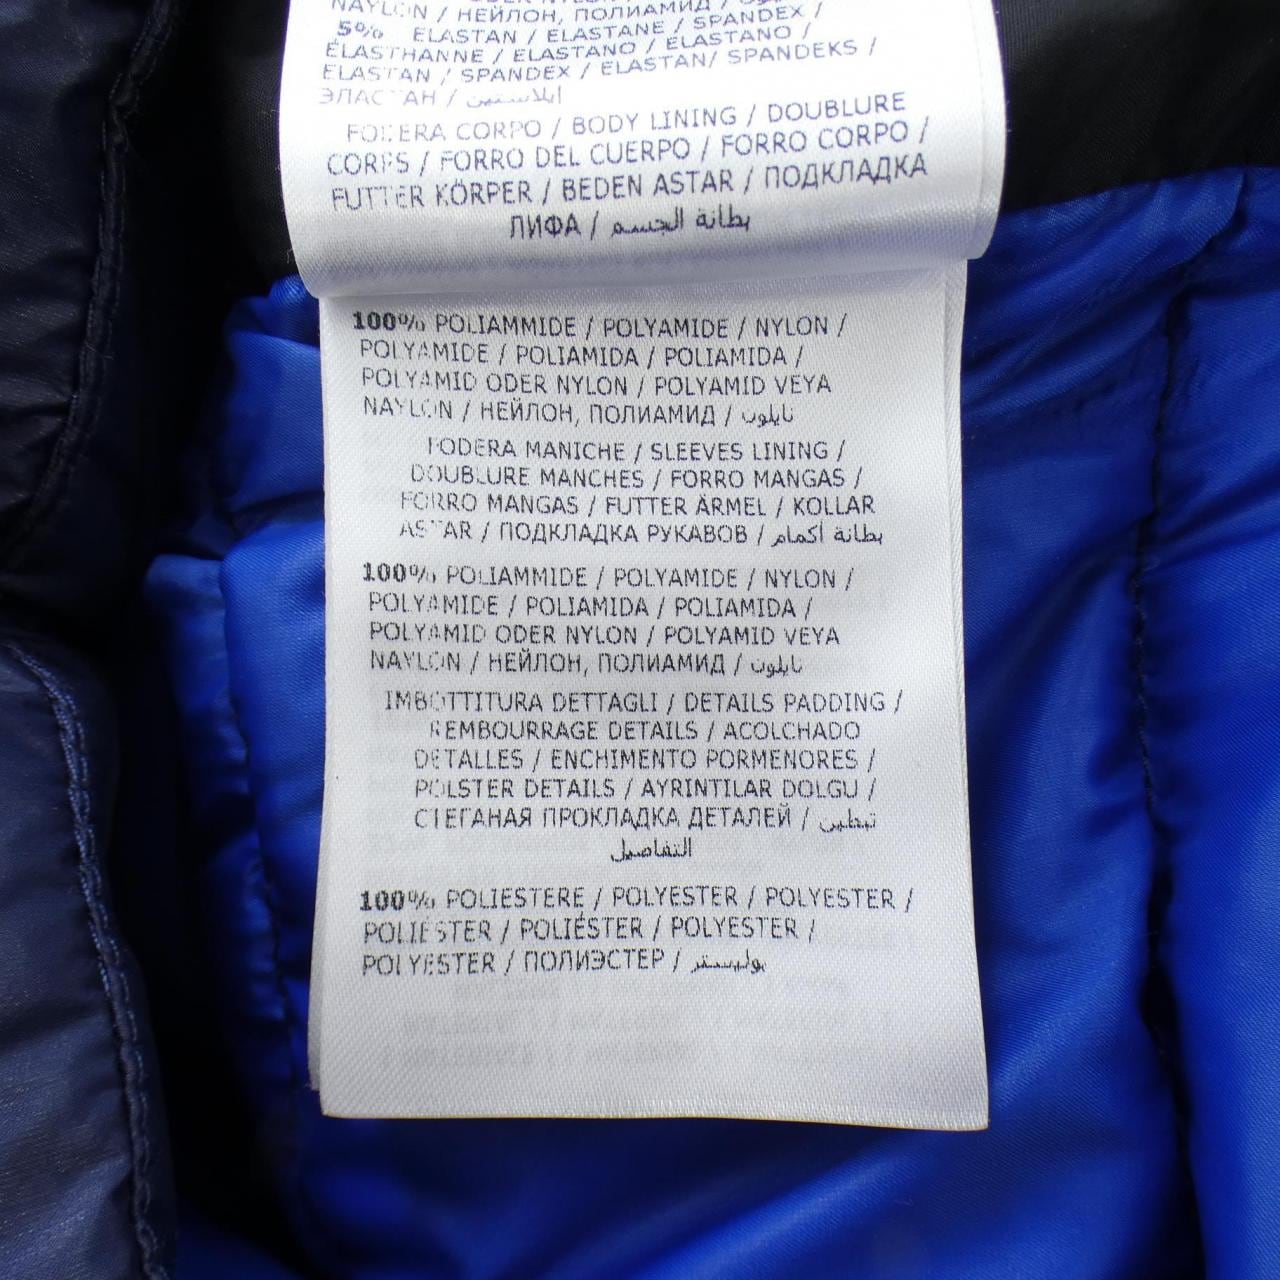 NAYLON / НЕЙЛОН, ПОЛИАМИД / نايلون
5% ELASTAN / ELASTANE / SPANDEX /
ELASTHANNE / ELASTANO / ELASTANO /
ELASTAN / SPANDEX / ELASTAN/ SPANDEKS /
ЭЛАСТАН / ايلاستين
FODERA CORPO / BODY LINING / DOUBLURE
CORPS / FORRO DEL CUERPO / FORRO CORPO /
FUTTER KÖRPER / BEDEN ASTAR / ПОДКЛАДКА
ЛИФА / بطانة الجسم
100% POLIAMMIDE / POLYAMIDE / NYLON /
POLYAMIDE / POLIAMIDA / POLIAMIDA /
POLYAMID ODER NYLON / POLYAMID VEYA
NAYLON / НЕЙЛОН, ПОЛИАМИД / نايلون
FODERA MANICHE / SLEEVES LINING /
DOUBLURE MANCHES / FORRO MANGAS /
FORRO MANGAS / FUTTER ÄRMEL / KOLLAR
ASTAR / ПОДКЛАДКА РУКАВОВ / بطانة أكمام
100% POLIAMMIDE / POLYAMIDE / NYLON /
POLYAMIDE / POLIAMIDA / POLIAMIDA /
POLYAMID ODER NYLON / POLYAMID VEYA
NAYLON / НЕЙЛОН, ПОЛИАМИД / نايلون
IMBOTTITURA DETTAGLI / DETAILS PADDING /
REMBOURRAGE DETAILS / ACOLCHADO
DETALLES / ENCHIMENTO PORMENORES /
POLSTER DETAILS / AYRINTILAR DOLGU /
СТЕГАНАЯ ПРОКЛАДКА ДЕТАЛЕЙ / تبطين
التفاصيل
100% POLIESTERE / POLYESTER / POLYESTER /
POLIÉSTER / POLIÉSTER / POLYESTER /
POLYESTER / ПОЛИЭСТЕР / بوليستر